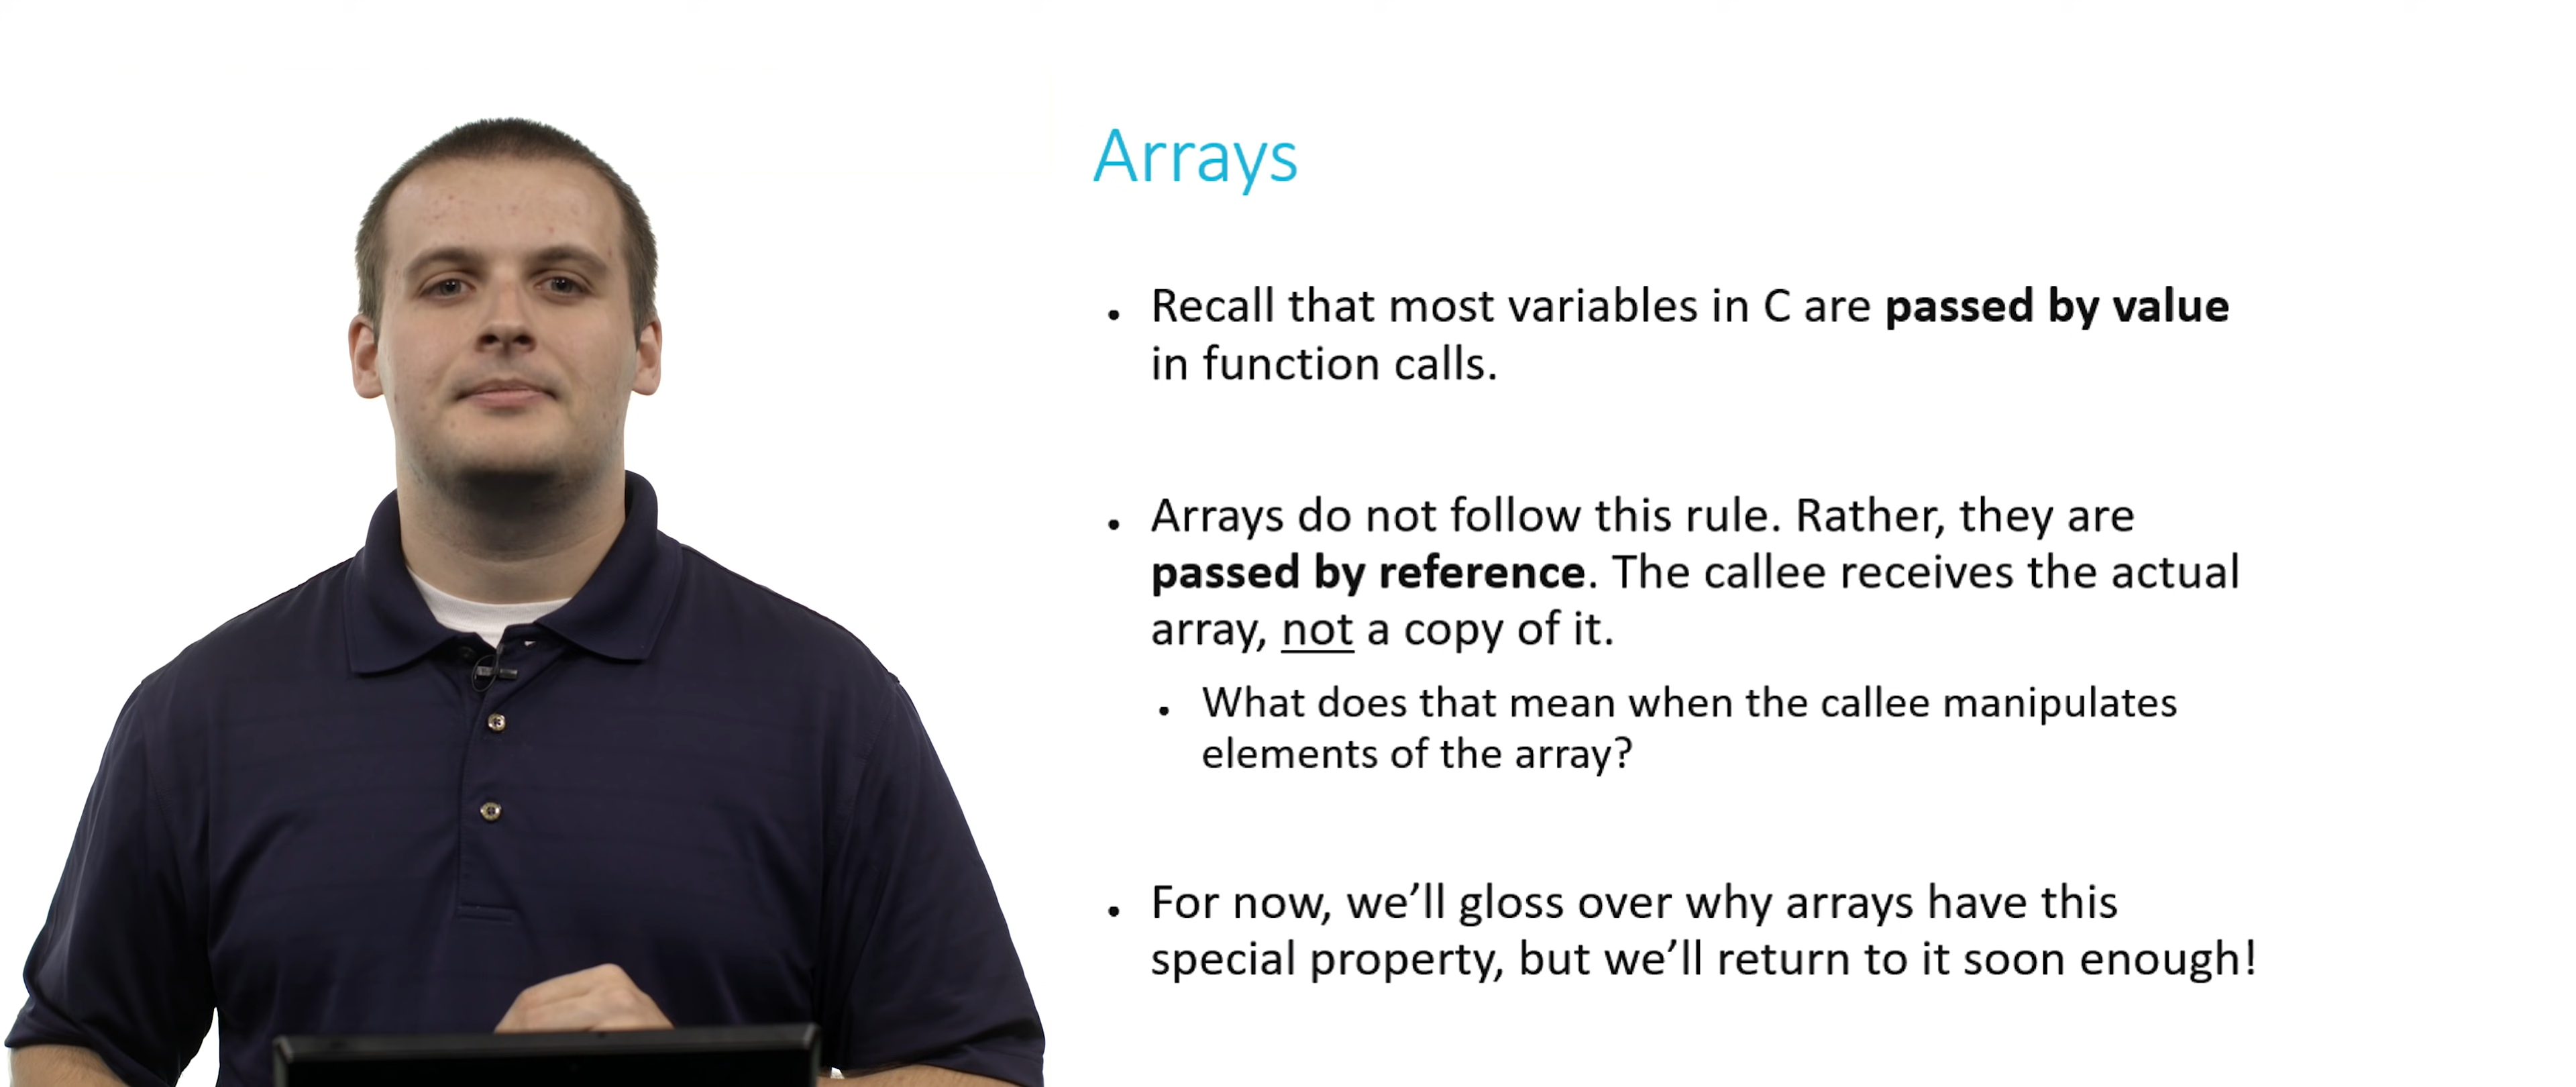 Arrays
• Recall that most variables in C are passed by value
in function calls.
• Arrays do not follow this rule. Rather, they are
passed by reference. The callee receives the actual
array, not a copy of it.
• What does that mean when the callee manipulates
elements of the array?
• For now, we’ll gloss over why arrays have this
special property, but we’ll return to it soon enough!